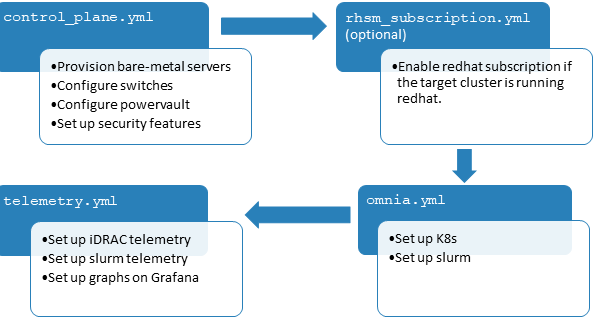 control_plane.yml
•Provision bare-metal servers
•Configure switches
•Configure powervault
•Set up security features
rhsm_subscription.yml
(optional)
•Enable redhat subscription if
the target cluster is running
redhat.
omnia.yml
•Set up K8s
•Set up slurm
telemetry.yml
•Set up iDRAC telemetry
•Set up slurm telemetry
•Set up graphs on Grafana